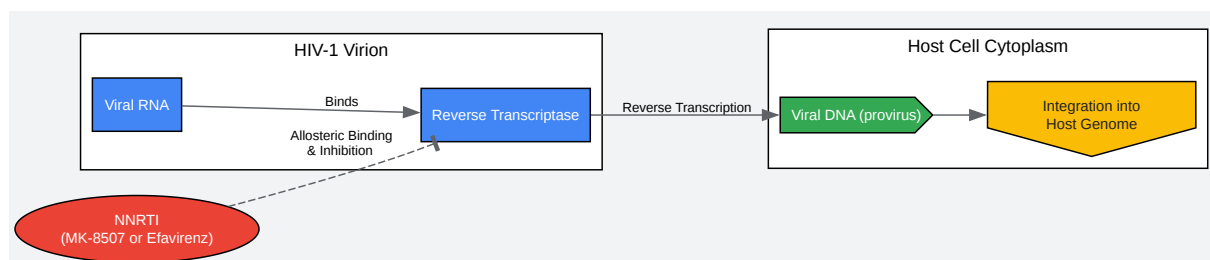 HIV-1 Virion
Viral RNA
Binds
Reverse Transcriptase
Allosteric Binding
& Inhibition
NNRTI
(MK-8507 or Efavirenz)
Reverse Transcription
Host Cell Cytoplasm
Viral DNA (provirus)
Integration into
Host Genome